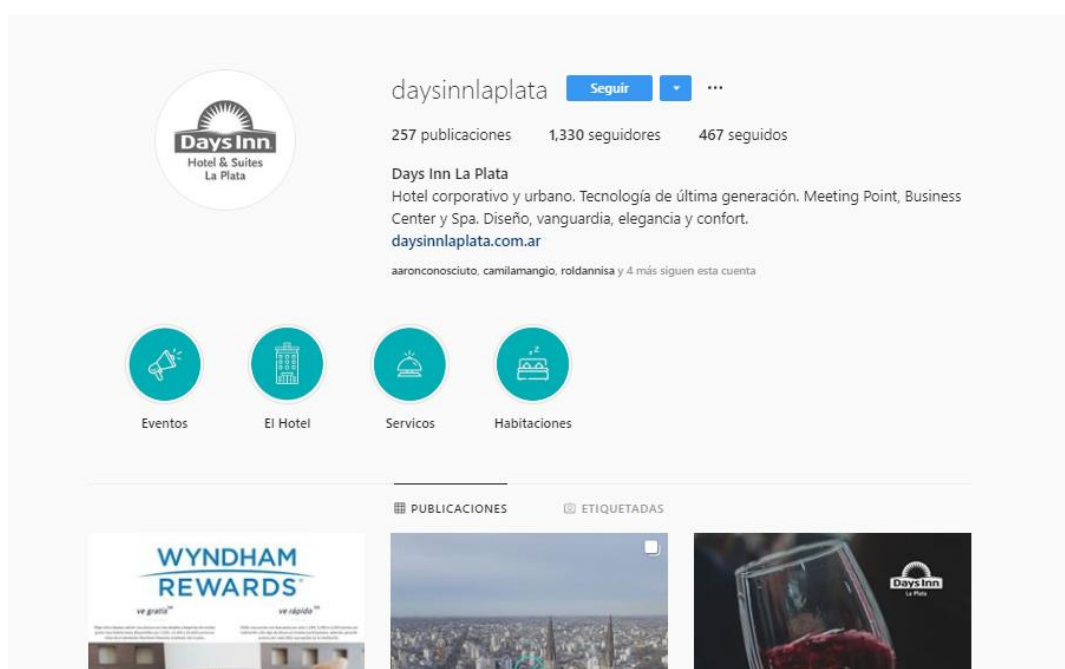 daysinnlaplata Seguir
257 publicaciones 1,330 seguidores 467 seguidos
Days Inn La Plata
Hotel corporativo y urbano. Tecnología de última generación. Meeting Point, Business
Center y Spa. Diseño, vanguardia, elegancia y confort.
daysinnlaplata.com.ar
aaronconosciuto, camilamangio, roldannisa y 4 más siguen esta cuenta
Days Inn
Hotel & Suites
La Plata
Eventos El Hotel Servicos Habitaciones
PUBLICACIONES ETIQUETADAS
WYNDHAM
REWARDS
ve gratis℠ ve rápido℠
Days Inn
La Plata